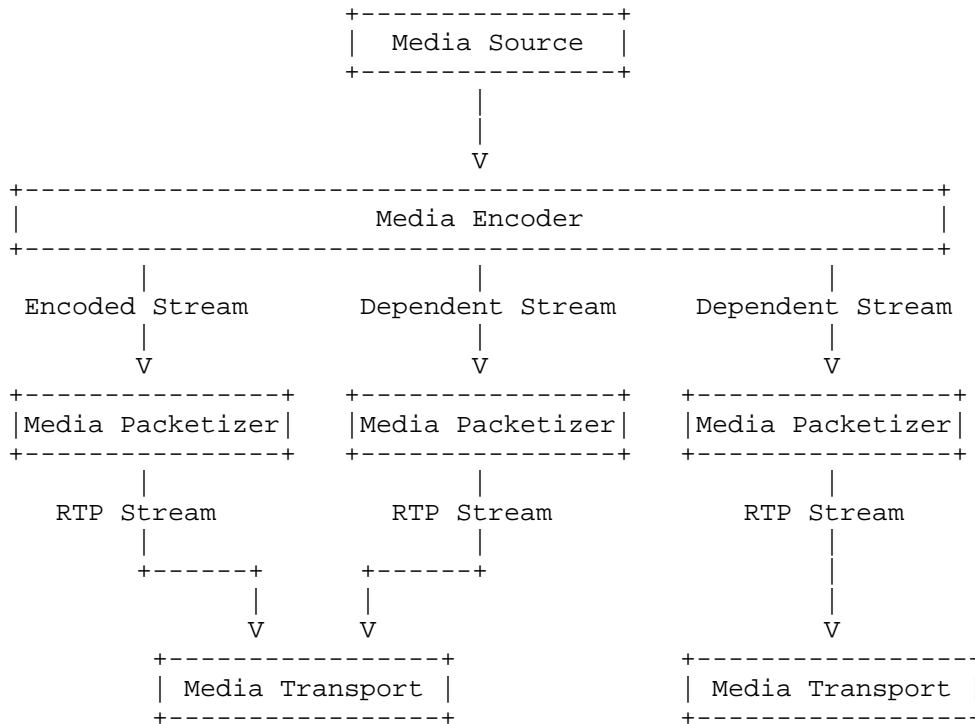 Media Source
V
Media Encoder
Encoded Stream Dependent Stream Dependent Stream
V V V
Media Packetizer Media Packetizer Media Packetizer
RTP Stream RTP Stream RTP Stream
V V V
Media Transport Media Transport